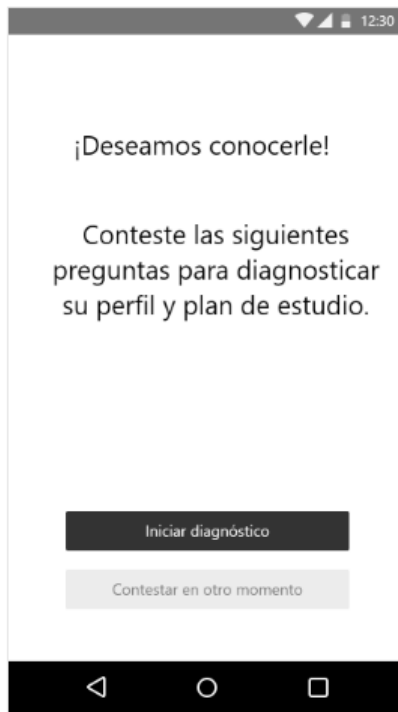 12:30
¡Deseamos conocerle!
Conteste las siguientes
preguntas para diagnosticar
su perfil y plan de estudio.
Iniciar diagnóstico
Contestar en otro momento